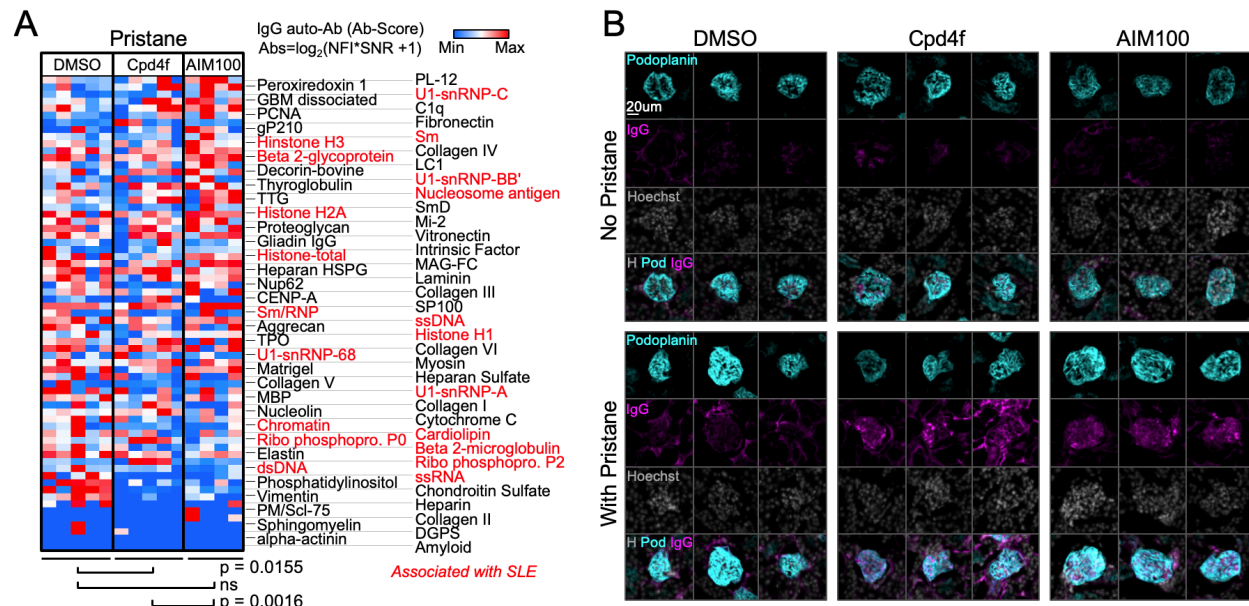 A
Pristane
DMSO
Cpd4f
AIM100
IgG auto-Ab (Ab-Score)
Abs=log2(NFI*SNR +1)
Min
Max
Peroxiredoxin 1
GBM dissociated
PCNA
gP210
Hinstone H3
Beta 2-glycoprotein
Decorin-bovine
Thyroglobulin
TTG
Histone H2A
Proteoglycan
Gliadin IgG
Histone-total
Heparan HSPG
Nup62
CENP-A
Sm/RNP
Aggrecan
TPO
U1-snRNP-68
Matrigel
Collagen V
MBP
Nucleolin
Chromatin
Ribo phosphopro. P0
Elastin
dsDNA
Phosphatidylinositol
Vimentin
PM/Scl-75
Sphingomyelin
alpha-actinin
PL-12
U1-snRNP-C
C1q
Fibronectin
Sm
Collagen IV
LC1
U1-snRNP-BB'
Nucleosome antigen
SmD
Mi-2
Vitronectin
Intrinsic Factor
MAG-FC
Laminin
Collagen III
SP100
ssDNA
Histone H1
Collagen VI
Myosin
Heparan Sulfate
U1-snRNP-A
Collagen I
Cytochrome C
Cardiolipin
Beta 2-microglobulin
Ribo phosphopro. P2
ssRNA
Chondroitin Sulfate
Heparin
Collagen II
DGPS
Amyloid
p = 0.0155
ns
p = 0.0016
Associated with SLE
B
DMSO
Cpd4f
AIM100
No Pristane
Podoplanin
20um
IgG
Hoechst
H Pod IgG
With Pristane
Podoplanin
IgG
Hoechst
H Pod IgG